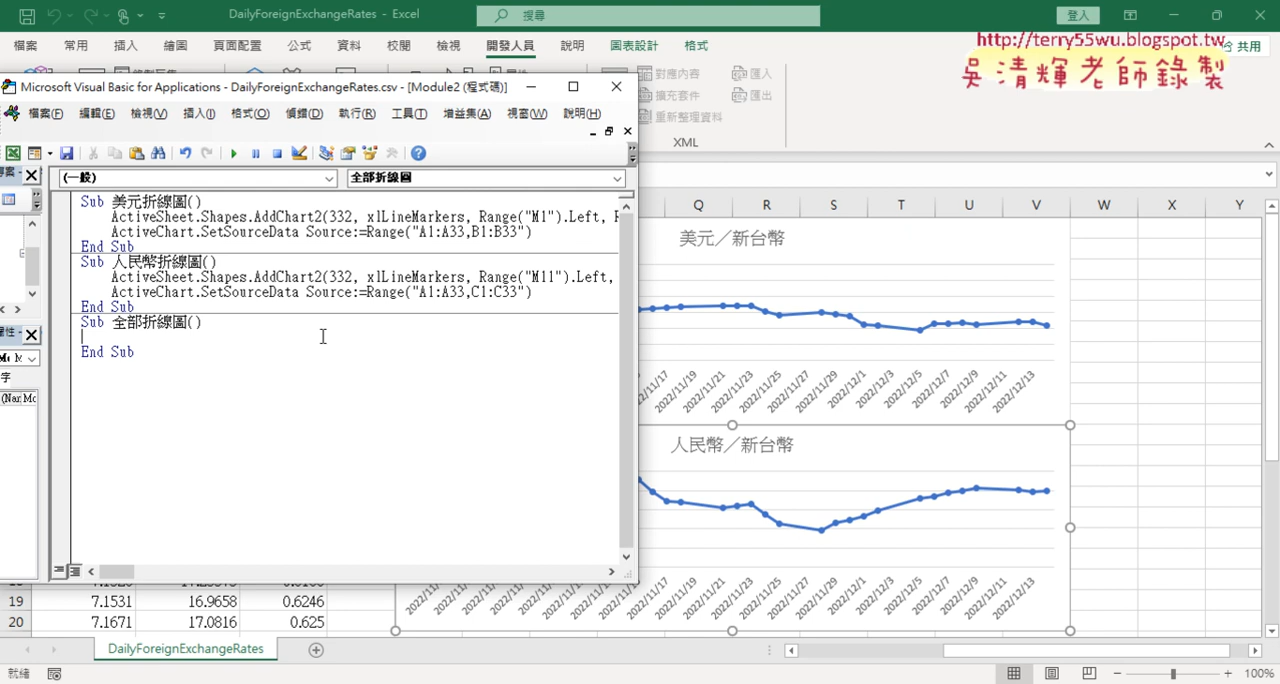 DailyForeignExchangeRates - Excel
搜尋
登入
檔案 常用 插入 繪圖 頁面配置 公式 資料 校閱 檢視 開發人員 說明 圖表設計 格式
共用
http://terry55wu.blogspot.tw
吳清輝老師錄製
對應內容
擴充套件
重新整理資料
匯入
匯出
XML
Microsoft Visual Basic for Applications - DailyForeignExchangeRates.csv - [Module2 (程式碼)]
檔案(F) 編輯(E) 檢視(V) 插入(I) 格式(O) 偵錯(D) 執行(R) 工具(T) 增益集(A) 視窗(W) 說明(H)
(一般)
全部折線圖
Sub 美元折線圖()
ActiveSheet.Shapes.AddChart2(332, xlLineMarkers, Range("M1").Left, R
ActiveChart.SetSourceData Source:=Range("A1:A33,B1:B33")
End Sub
Sub 人民幣折線圖()
ActiveSheet.Shapes.AddChart2(332, xlLineMarkers, Range("M11").Left,
ActiveChart.SetSourceData Source:=Range("A1:A33,C1:C33")
End Sub
Sub 全部折線圖()
End Sub
Q R S T U V W X Y
美元／新台幣
2022/11/17 2022/11/19 2022/11/21 2022/11/23 2022/11/25 2022/11/27 2022/11/29 2022/12/1 2022/12/3 2022/12/5 2022/12/7 2022/12/9 2022/12/11 2022/12/13
人民幣／新台幣
2022/11/17 2022/11/19 2022/11/21 2022/11/23 2022/11/25 2022/11/27 2022/11/29 2022/12/1 2022/12/3 2022/12/5 2022/12/7 2022/12/9 2022/12/11 2022/12/13
19 7.1531 16.9658 0.6246
20 7.1671 17.0816 0.625
DailyForeignExchangeRates
就緒
100%